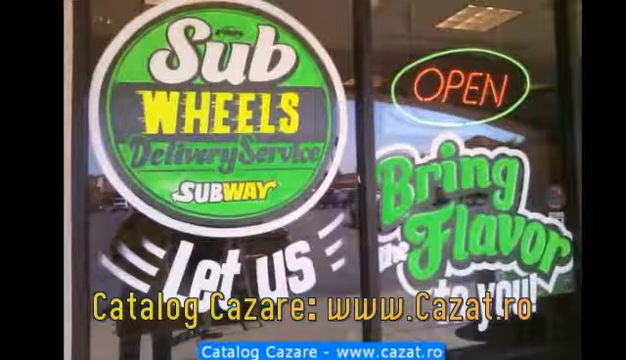 Sub
WHEELS
Delivery Service
SUBWAY
Let us
OPEN
Bring
the
Flavor
to you!
Catalog Cazare: www.Cazat.ro
Catalog Cazare - www.cazat.ro